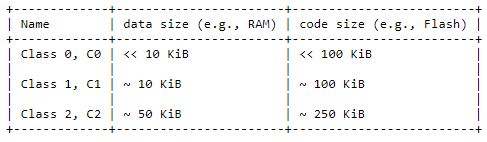 Name data size (e.g., RAM) code size (e.g., Flash)
Class 0, C0 << 10 KiB << 100 KiB
Class 1, C1 ~ 10 KiB ~ 100 KiB
Class 2, C2 ~ 50 KiB ~ 250 KiB